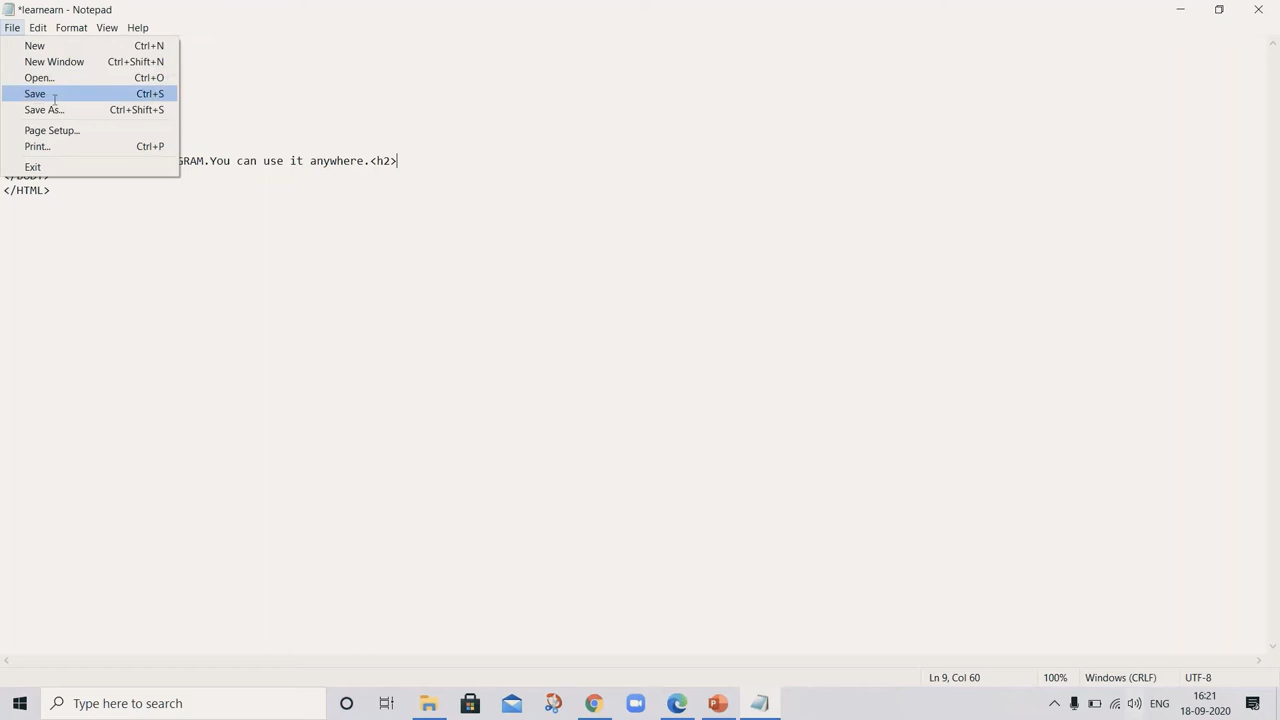 *learnearn - Notepad
File Edit Format View Help
New Ctrl+N
New Window Ctrl+Shift+N
Open... Ctrl+O
Save Ctrl+S
Save As... Ctrl+Shift+S
Page Setup...
Print... Ctrl+P
Exit
GRAM.You can use it anywhere.<h2>
</BODY>
</HTML>
Ln 9, Col 60 100% Windows (CRLF) UTF-8
Type here to search
ENG
16:21
18-09-2020